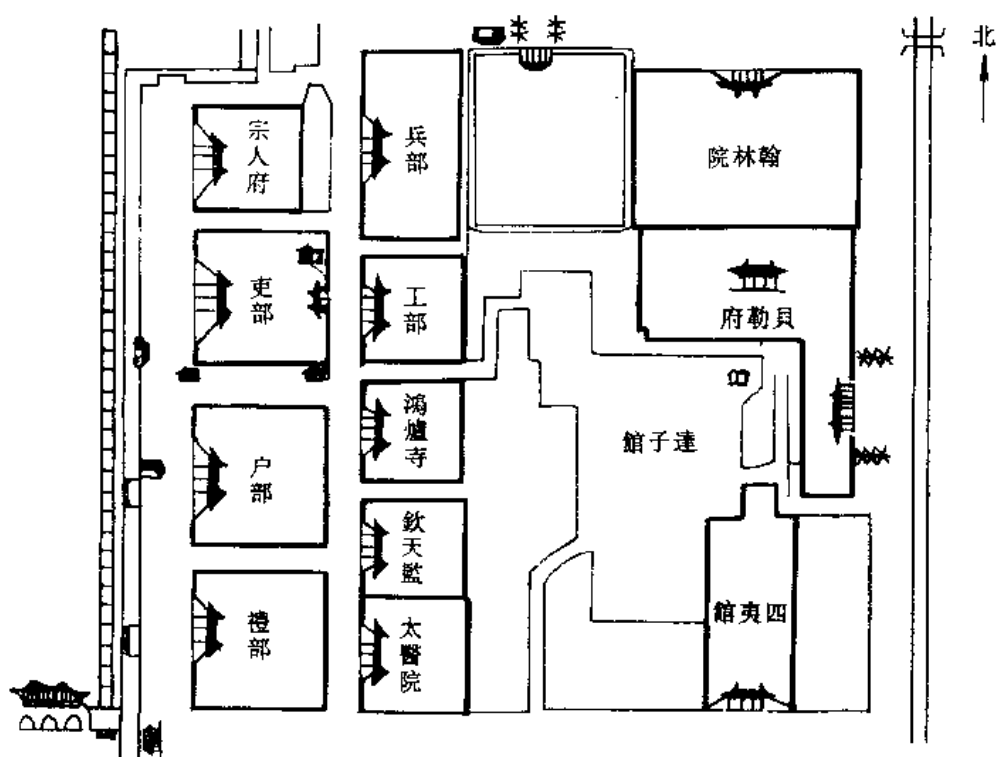 北
宗人府
兵部
翰林院
吏部
工部
貝勒府
鴻臚寺
達子館
户部
欽天監
四夷館
禮部
太醫院